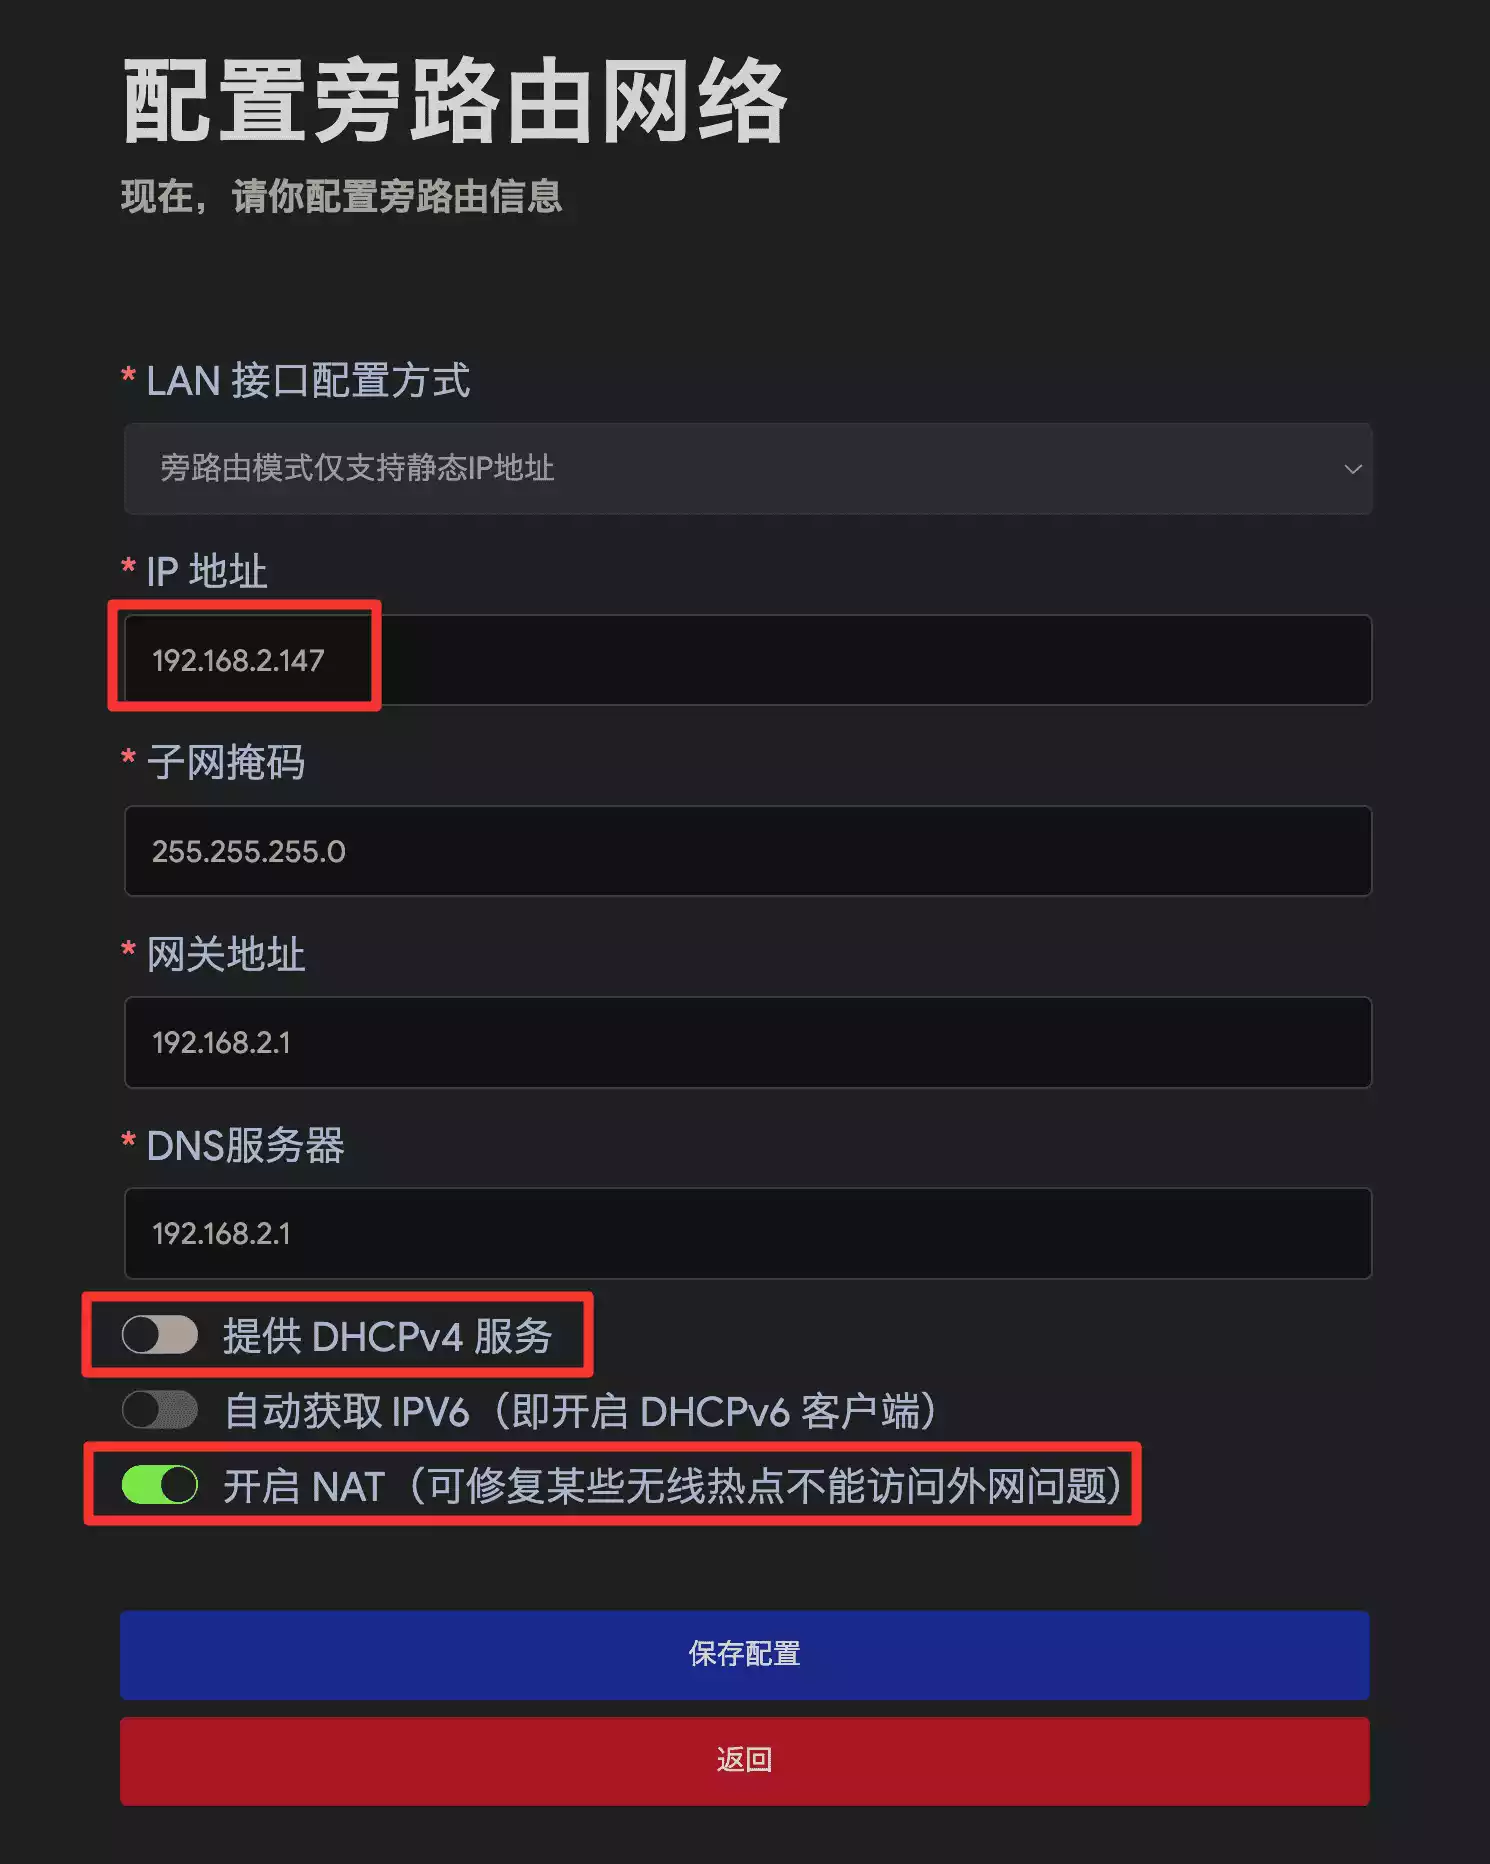 配置旁路由网络
现在，请你配置旁路由信息
* LAN 接口配置方式
旁路由模式仅支持静态IP地址
* IP 地址
192.168.2.147
* 子网掩码
255.255.255.0
* 网关地址
192.168.2.1
* DNS服务器
192.168.2.1
提供 DHCPv4 服务
自动获取 IPV6（即开启 DHCPv6 客户端）
开启 NAT（可修复某些无线热点不能访问外网问题）
保存配置
返回